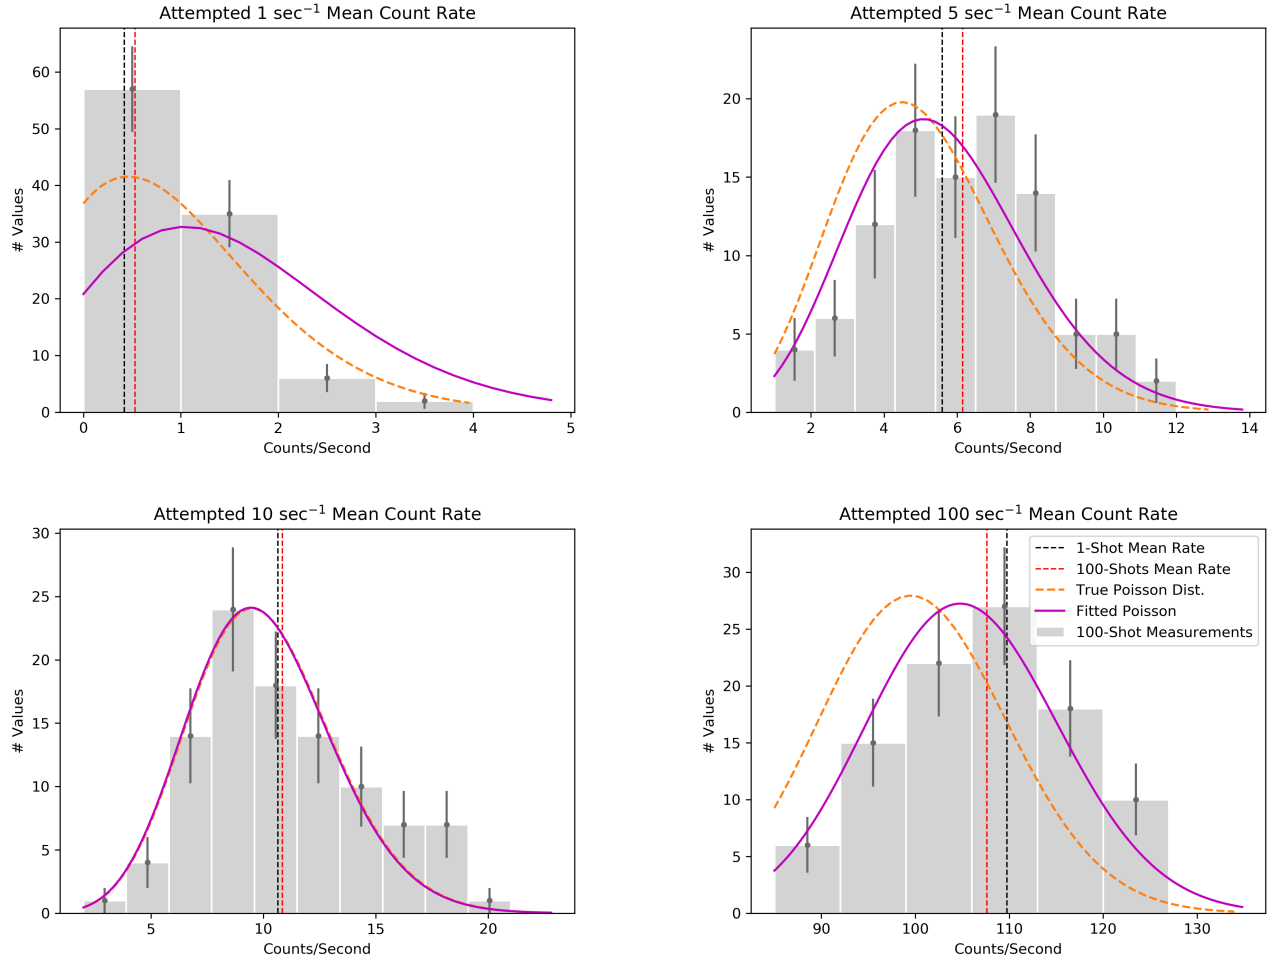 Attempted 1 sec⁻¹ Mean Count Rate
# Values
60
50
40
30
20
10
0
0 1 2 3 4 5
Counts/Second
Attempted 5 sec⁻¹ Mean Count Rate
# Values
20
15
10
5
0
2 4 6 8 10 12 14
Counts/Second
Attempted 10 sec⁻¹ Mean Count Rate
# Values
30
25
20
15
10
5
0
5 10 15 20
Counts/Second
Attempted 100 sec⁻¹ Mean Count Rate
# Values
30
25
20
15
10
5
0
90 100 110 120 130
Counts/Second
1-Shot Mean Rate
100-Shots Mean Rate
True Poisson Dist.
Fitted Poisson
100-Shot Measurements